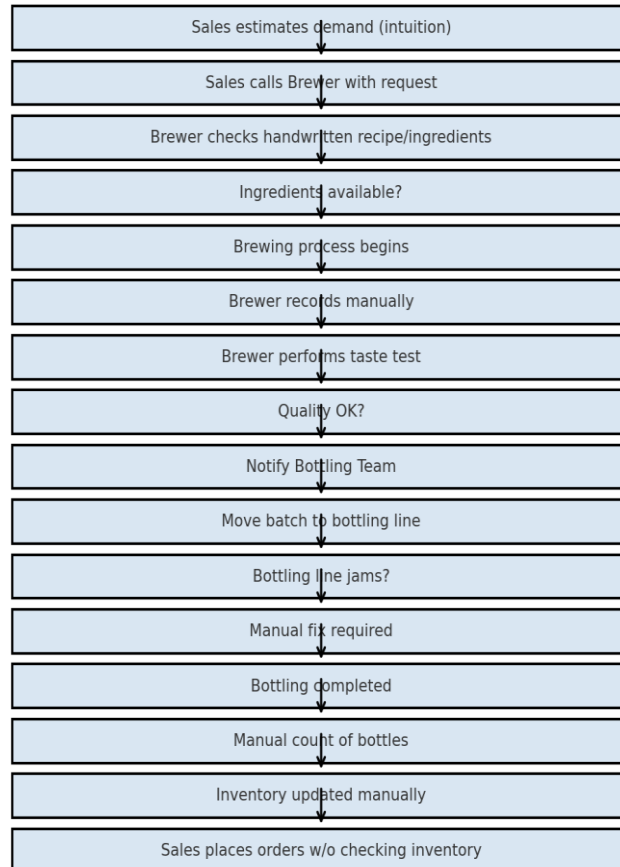 Sales estimates demand (intuition)
Sales calls Brewer with request
Brewer checks handwritten recipe/ingredients
Ingredients available?
Brewing process begins
Brewer records manually
Brewer performs taste test
Quality OK?
Notify Bottling Team
Move batch to bottling line
Bottling line jams?
Manual fix required
Bottling completed
Manual count of bottles
Inventory updated manually
Sales places orders w/o checking inventory